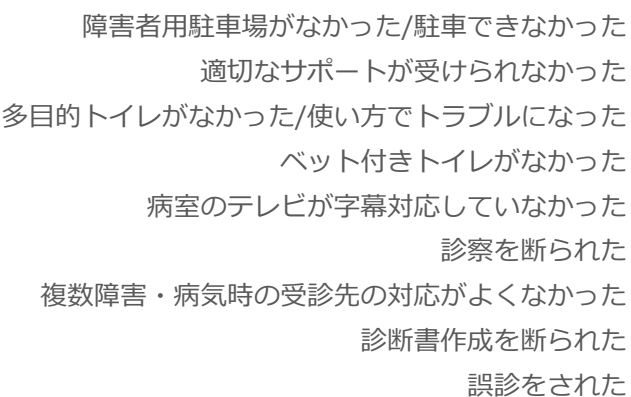 障害者用駐車場がなかった/駐車できなかった
適切なサポートが受けられなかった
多目的トイレがなかった/使い方でトラブルになった
ベット付きトイレがなかった
病室のテレビが字幕対応していなかった
診察を断られた
複数障害・病気時の受診先の対応がよくなかった
診断書作成を断られた
誤診をされた